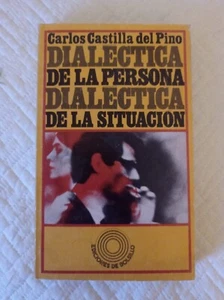 Carlos Castilla del Pino
DIALECTICA
DE LA PERSONA
DIALECTICA
DE LA SITUACION
EDICIONES DE BOLSILLO